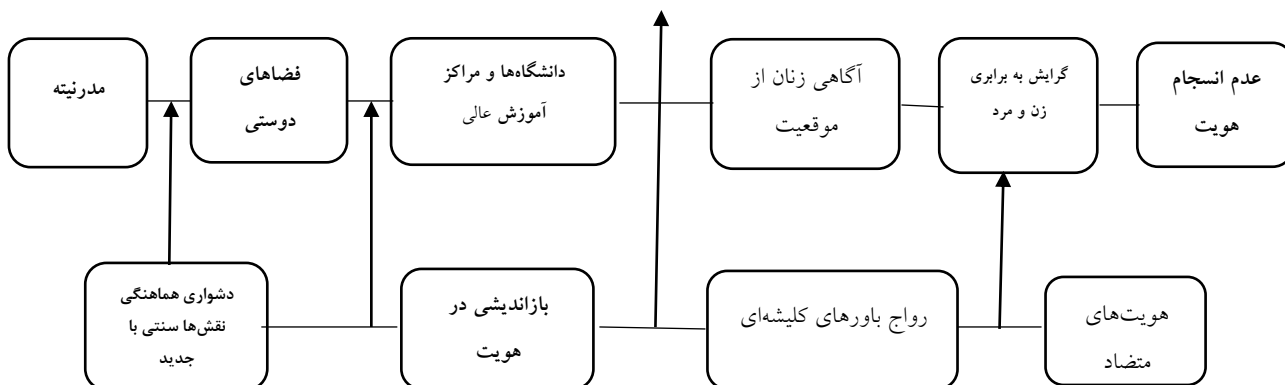 عدم انسجام
هویت
گرایش به برابری
زن و مرد
آگاهی زنان از
موقعیت
دانشگاه‌ها و مراکز
آموزش عالی
فضاهای
دوستی
مدرنیته
هویت‌های
متضاد
رواج باورهای کلیشه‌ای
بازاندیشی در
هویت
دشواری هماهنگی
نقش‌ها سنتی با
جدید